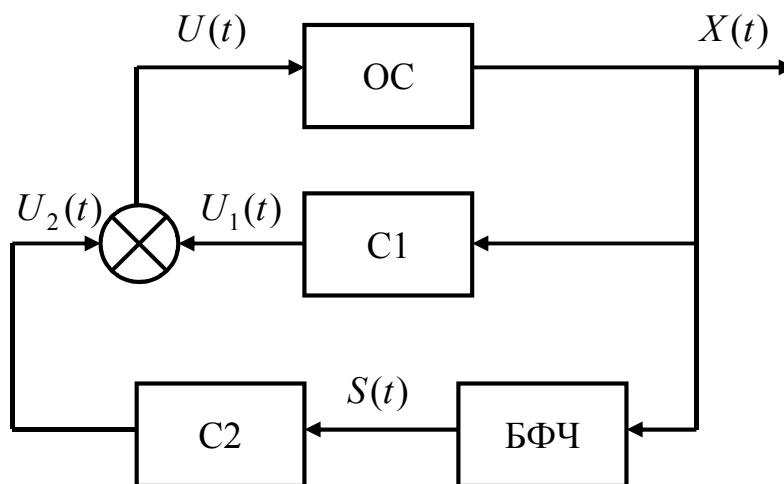 U(t)
X(t)
ОС
U₂(t)
U₁(t)
С1
S(t)
С2
БФЧ